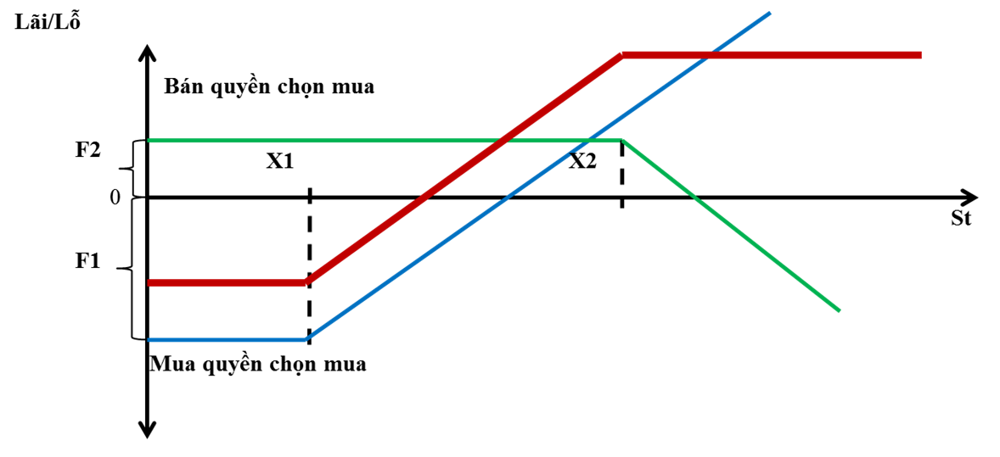 Lãi/Lỗ
Bán quyền chọn mua
F2
X1
X2
0
St
F1
Mua quyền chọn mua